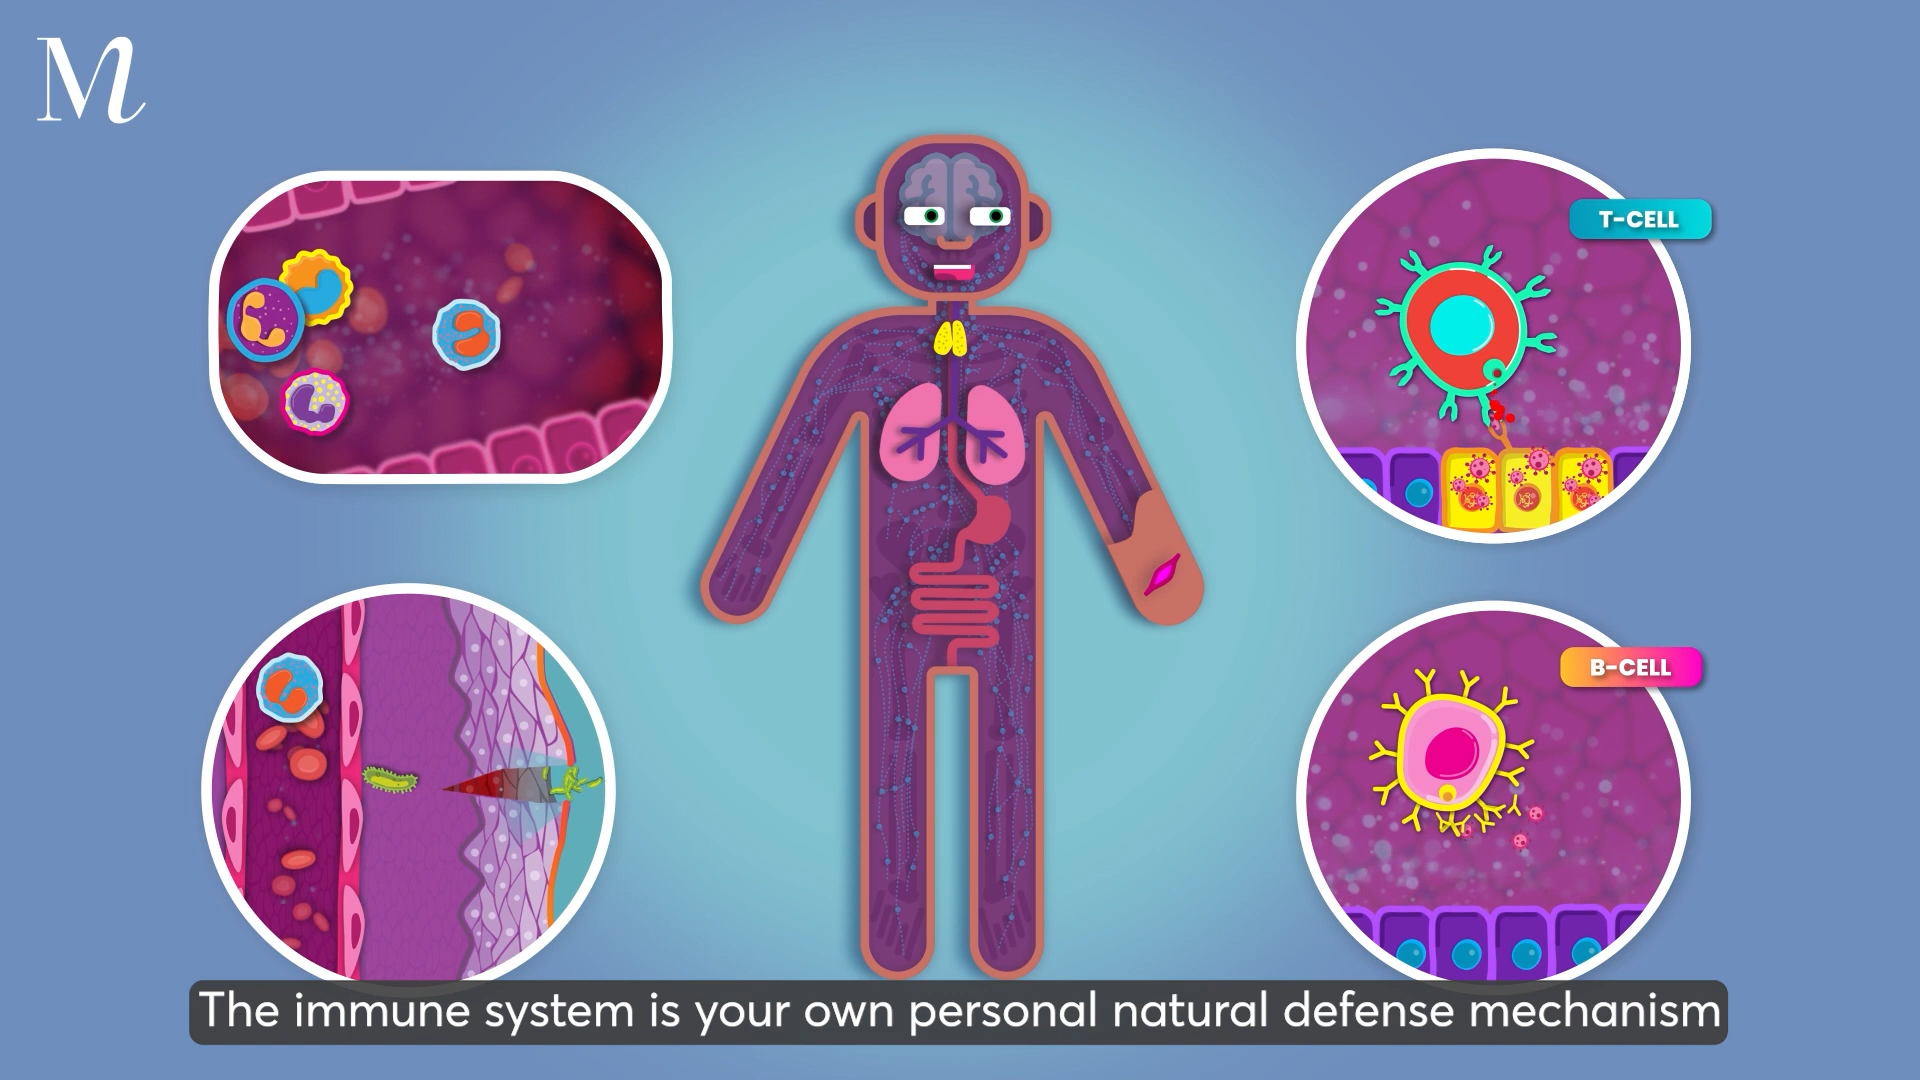 M
T-CELL
B-CELL
The immune system is your own personal natural defense mechanism